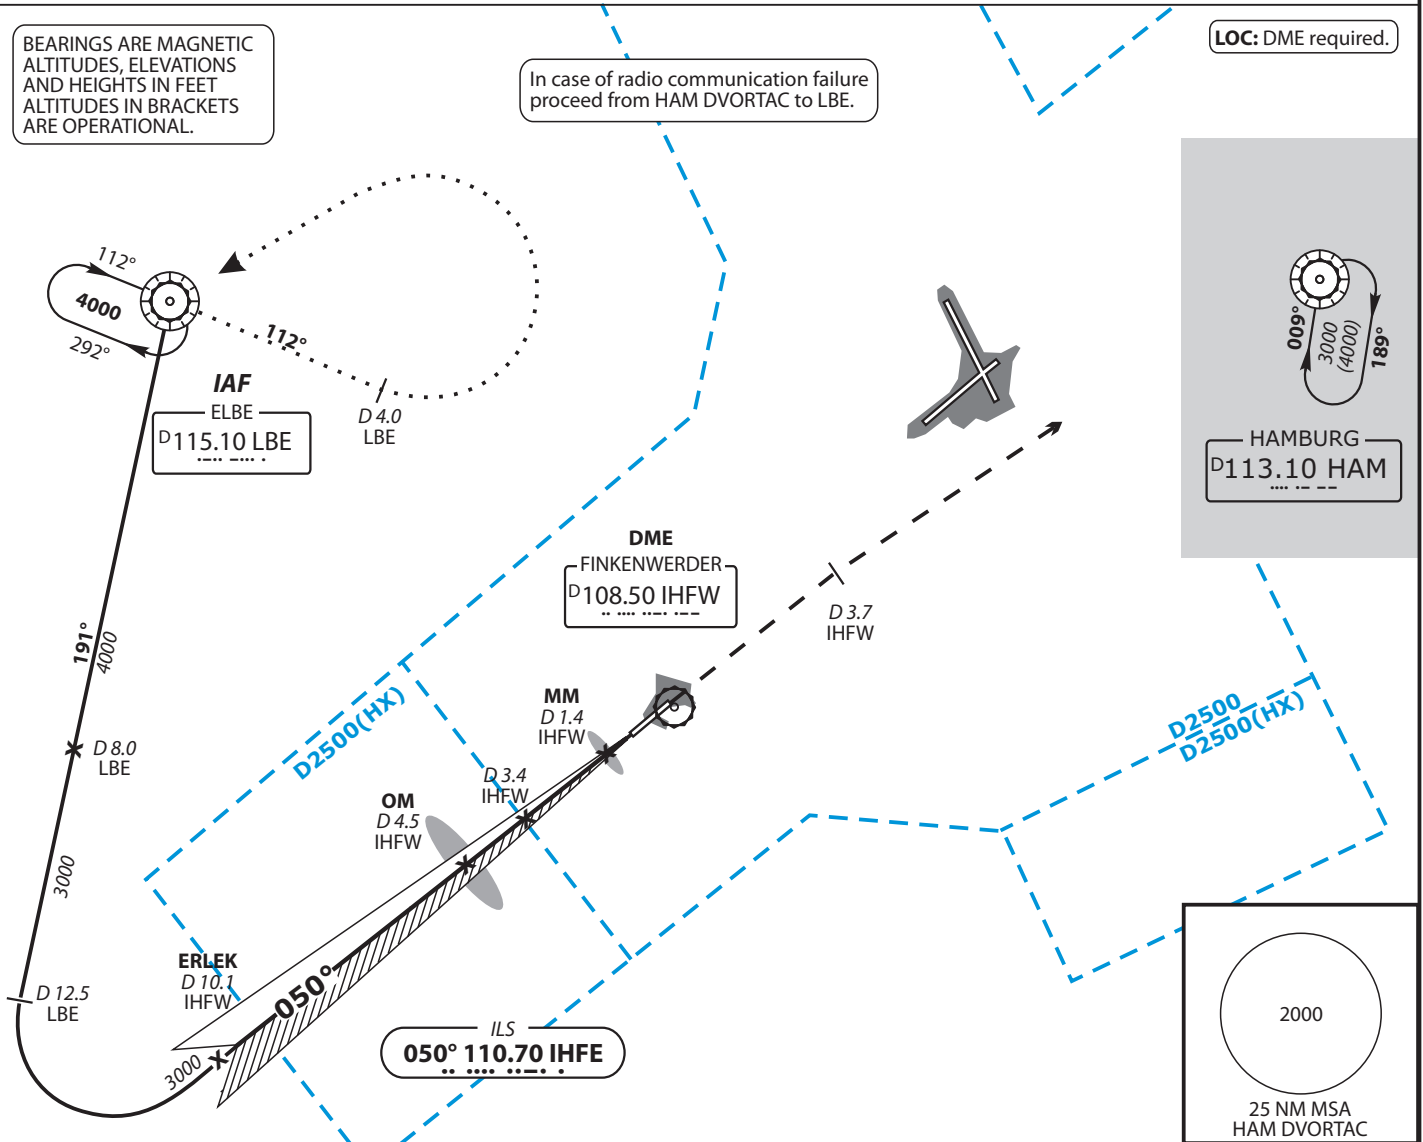 BEARINGS ARE MAGNETIC
ALTITUDES, ELEVATIONS
AND HEIGHTS IN FEET
ALTITUDES IN BRACKETS
ARE OPERATIONAL.
In case of radio communication failure
proceed from HAM DVORTAC to LBE.
LOC: DME required.
112°
4000
292°
112°
IAF
ELBE
D115.10 LBE
D 4.0
LBE
009°
3000
(4000)
189°
HAMBURG
D113.10 HAM
DME
FINKENWERDER
D108.50 IHFW
D 3.7
IHFW
191°
4000
D 8.0
LBE
3000
D 12.5
LBE
D2500(HX)
MM
D 1.4
IHFW
D 3.4
IHFW
OM
D 4.5
IHFW
D2500
D2500(HX)
ERLEK
D 10.1
IHFW
050°
3000
ILS
050° 110.70 IHFE
2000
25 NM MSA
HAM DVORTAC